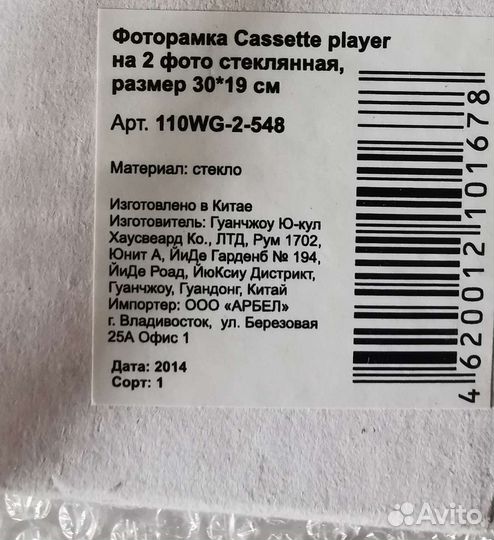 Фоторамка Cassette player
на 2 фото стеклянная,
размер 30*19 см
Арт. 110WG-2-548
Материал: стекло
Изготовлено в Китае
Изготовитель: Гуанчжоу Ю-кул
Хаусвеард Ко., ЛТД, Рум 1702,
Юнит А, ЙиДе Гарденб № 194,
ЙиДе Роад, ЙюКсиу Дистрикт,
Гуанчжоу, Гуандонг, Китай
Импортер: ООО «АРБЕЛ»
г. Владивосток, ул. Березовая
25А Офис 1
Дата: 2014
Сорт: 1
4620012101678
Avito